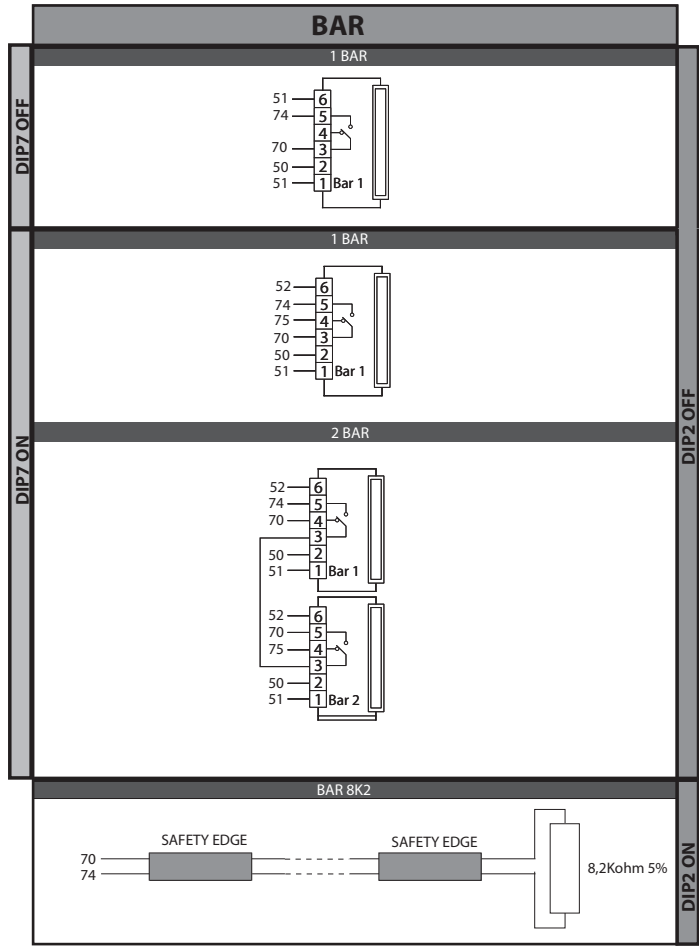 BAR
DIP7 OFF
1 BAR
51 6
74 5
4
70 3
50 2
51 1 Bar 1
DIP2 OFF
DIP7 ON
1 BAR
52 6
74 5
75 4
70 3
50 2
51 1 Bar 1
2 BAR
52 6
74 5
70 4
3
50 2
51 1 Bar 1
52 6
70 5
75 4
3
50 2
51 1 Bar 2
BAR 8K2
SAFETY EDGE SAFETY EDGE
70
74
8,2Kohm 5%
DIP2 ON